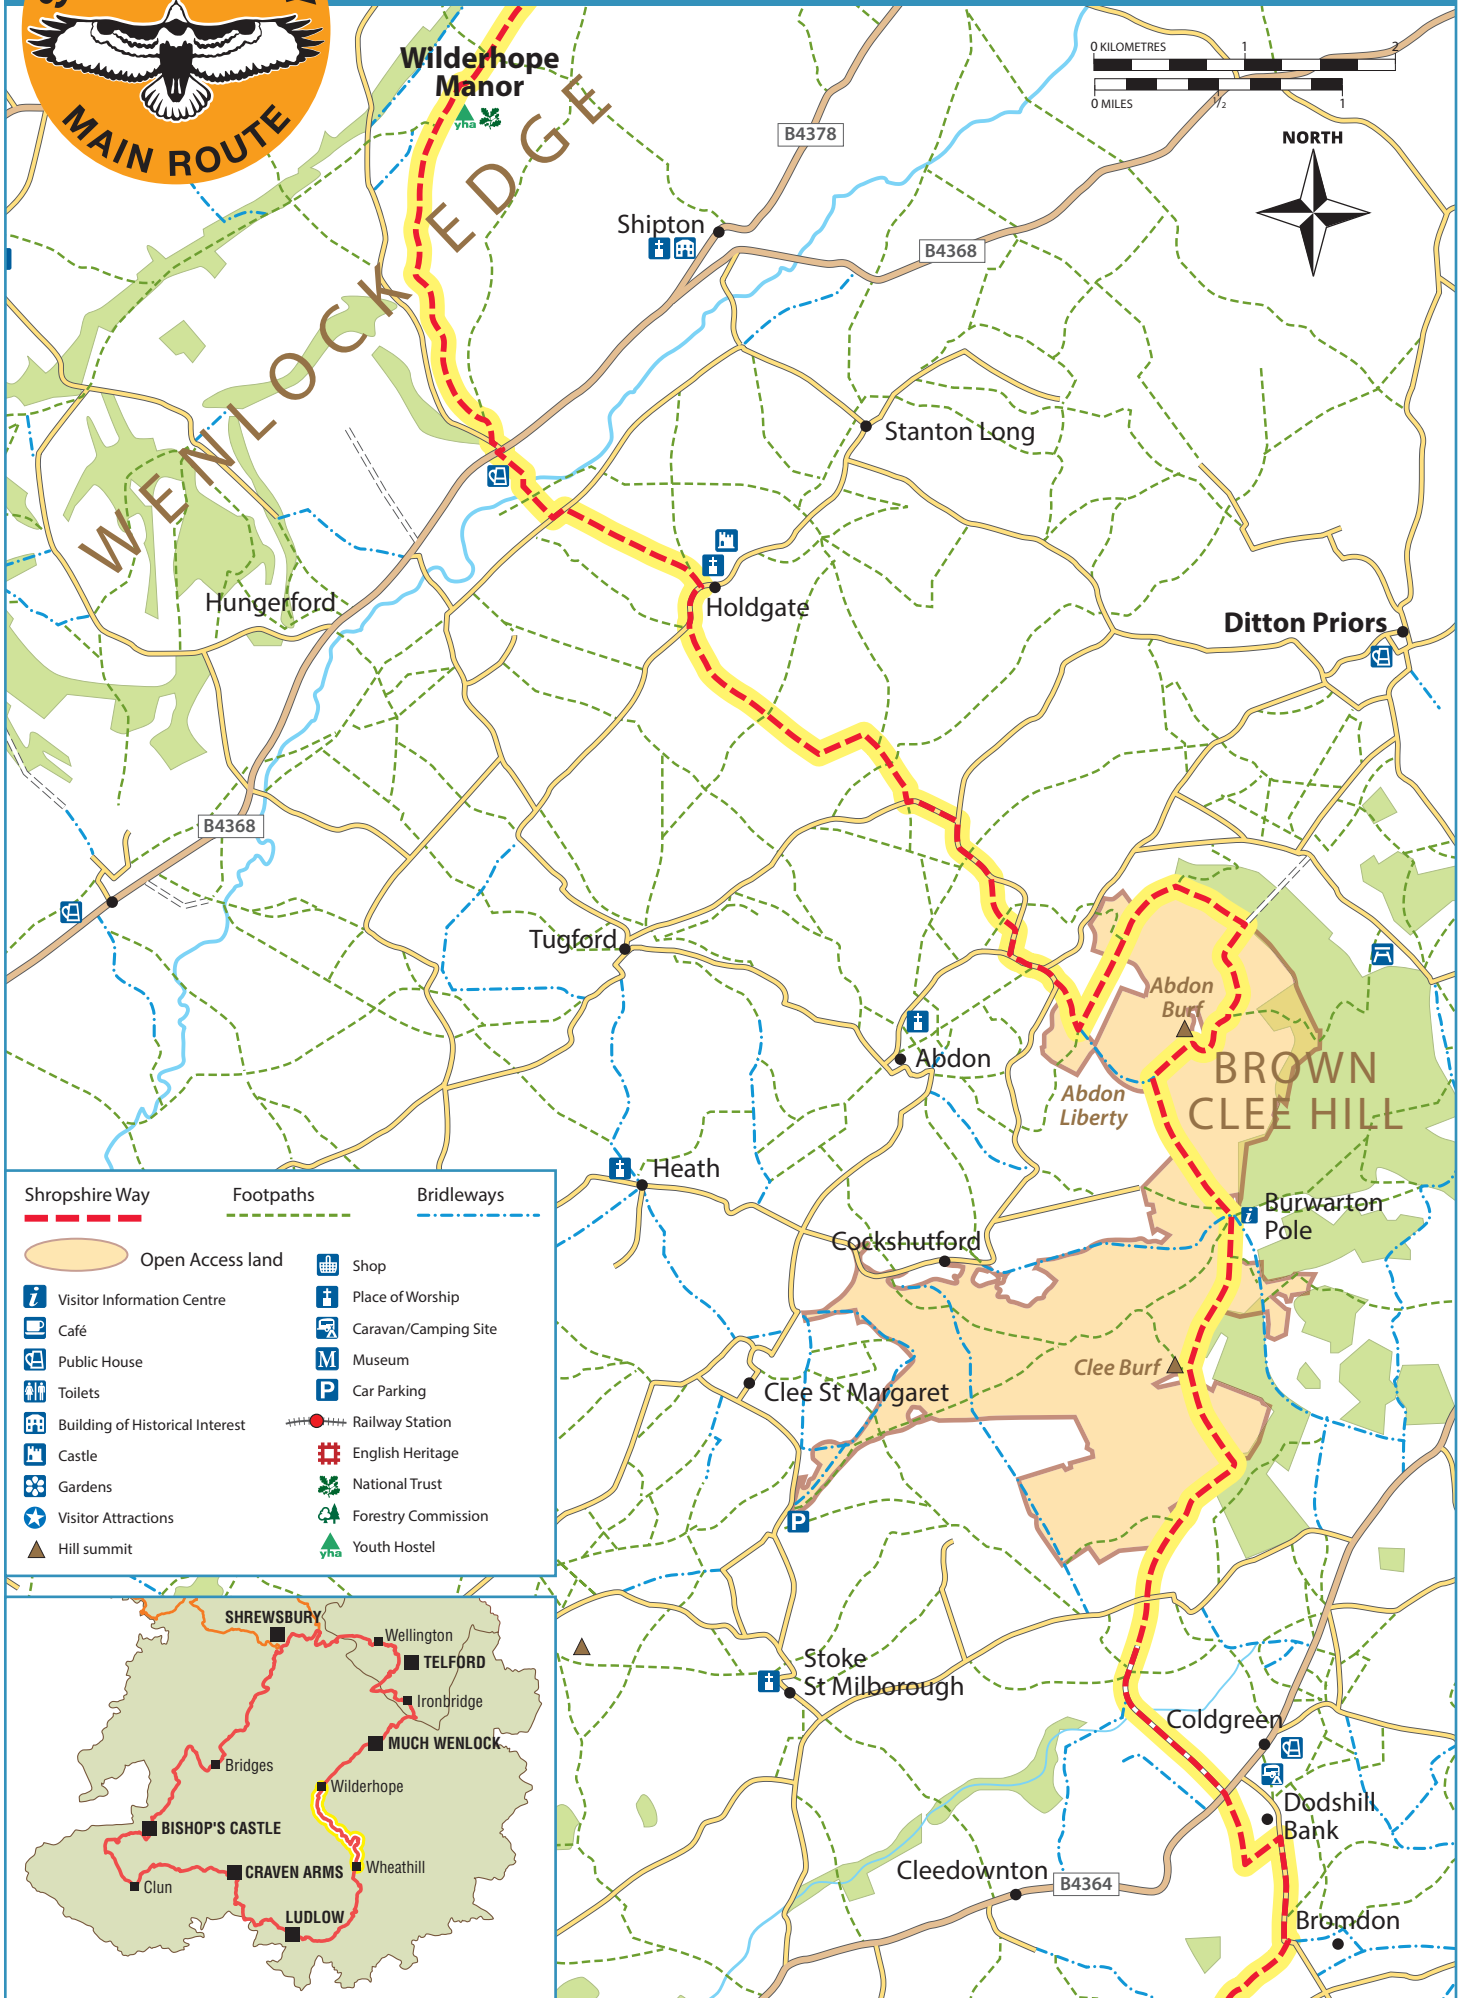 MAIN ROUTE
Wilderhope
Manor
yha
WENLOCK EDGE
0 KILOMETRES 1 2
0 MILES 1/2 1
NORTH
B4378
Shipton
B4368
Stanton Long
Holdgate
Hungerford
Ditton Priors
B4368
Tugford
Abdon
Burf
Abdon
BROWN
CLEE HILL
Abdon
Liberty
Heath
Burwarton
Pole
Cockshutford
Clee Burf
Clee St Margaret
P
Stoke
St Milborough
Coldgreen
Dodshill
Bank
Cleedownton
B4364
Bromdon
Shropshire Way
Footpaths
Bridleways
Open Access land
i Visitor Information Centre
Café
Public House
Toilets
Building of Historical Interest
Castle
Gardens
Visitor Attractions
Hill summit
Shop
Place of Worship
Caravan/Camping Site
M Museum
P Car Parking
Railway Station
English Heritage
National Trust
Forestry Commission
yha Youth Hostel
SHREWSBURY
Wellington
TELFORD
Ironbridge
MUCH WENLOCK
Bridges
Wilderhope
BISHOP'S CASTLE
Wheathill
CRAVEN ARMS
Clun
LUDLOW